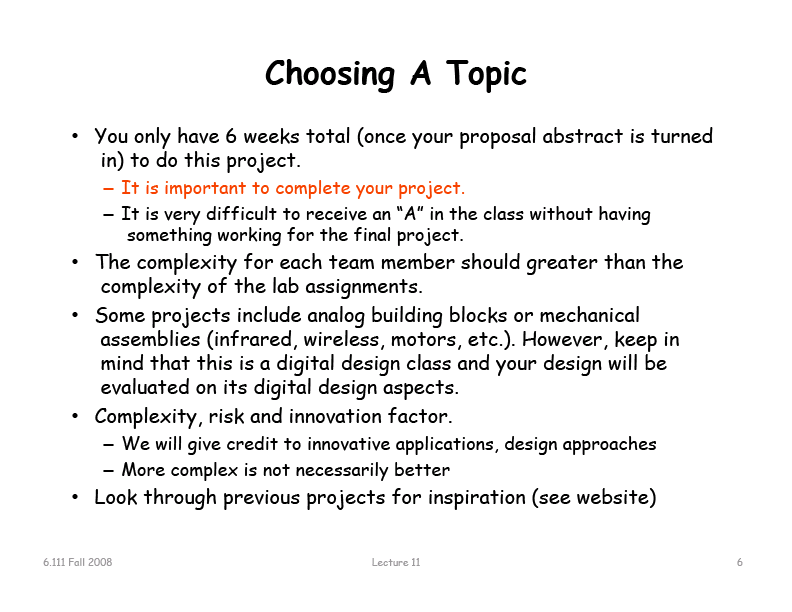 Choosing A Topic
• You only have 6 weeks total (once your proposal abstract is turned
in) to do this project.
– It is important to complete your project.
– It is very difficult to receive an “A” in the class without having
something working for the final project.
• The complexity for each team member should greater than the
complexity of the lab assignments.
• Some projects include analog building blocks or mechanical
assemblies (infrared, wireless, motors, etc.). However, keep in
mind that this is a digital design class and your design will be
evaluated on its digital design aspects.
• Complexity, risk and innovation factor.
– We will give credit to innovative applications, design approaches
– More complex is not necessarily better
• Look through previous projects for inspiration (see website)
6.111 Fall 2008 Lecture 11 6